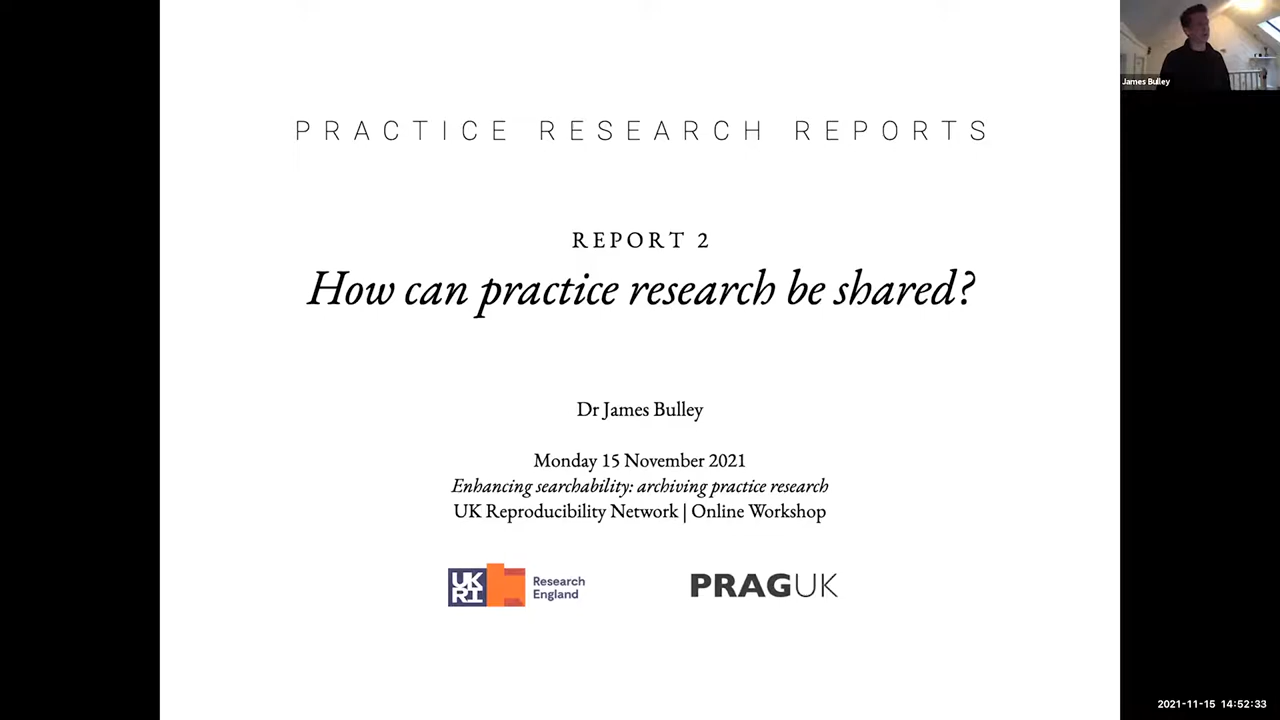 James Bulley
PRACTICE RESEARCH REPORTS
REPORT 2
How can practice research be shared?
Dr James Bulley
Monday 15 November 2021
Enhancing searchability: archiving practice research
UK Reproducibility Network | Online Workshop
UK
RI
Research
England
PRAGUK
2021-11-15 14:52:33